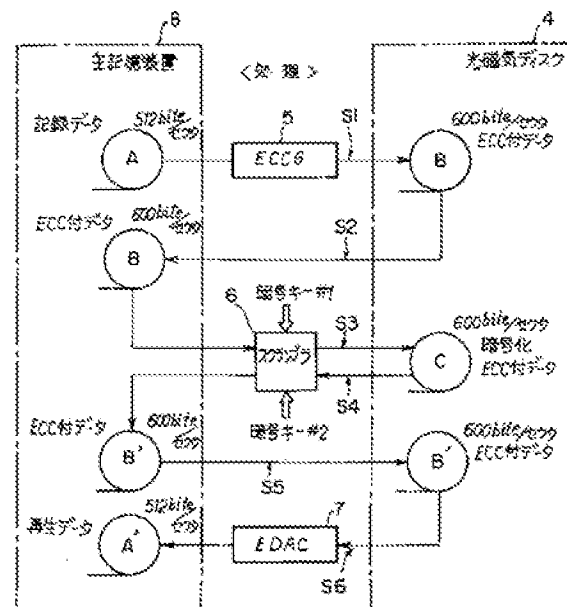 8
主記憶装置
<処理>
4
光磁気ディスク
記録データ
512bite/セクタ
A
5
ECCG
S1
600bite/セクタ
ECC付データ
B
ECC付データ
600bite/セクタ
B
S2
6
暗号キー#1
スクランブラ
S3
S4
暗号キー#2
600bite/セクタ
暗号化
ECC付データ
C
ECC付データ
600bite/セクタ
B'
S5
600bite/セクタ
ECC付データ
B'
再生データ
512bite/セクタ
A'
7
EDAC
S6